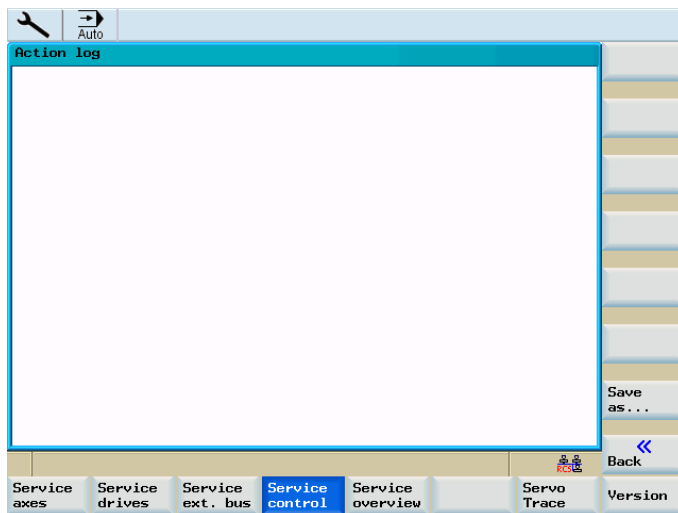 Auto
Action log
Save
as...
«
Back
RCS
Service
axes
Service
drives
Service
ext. bus
Service
control
Service
overview
Servo
Trace
Version